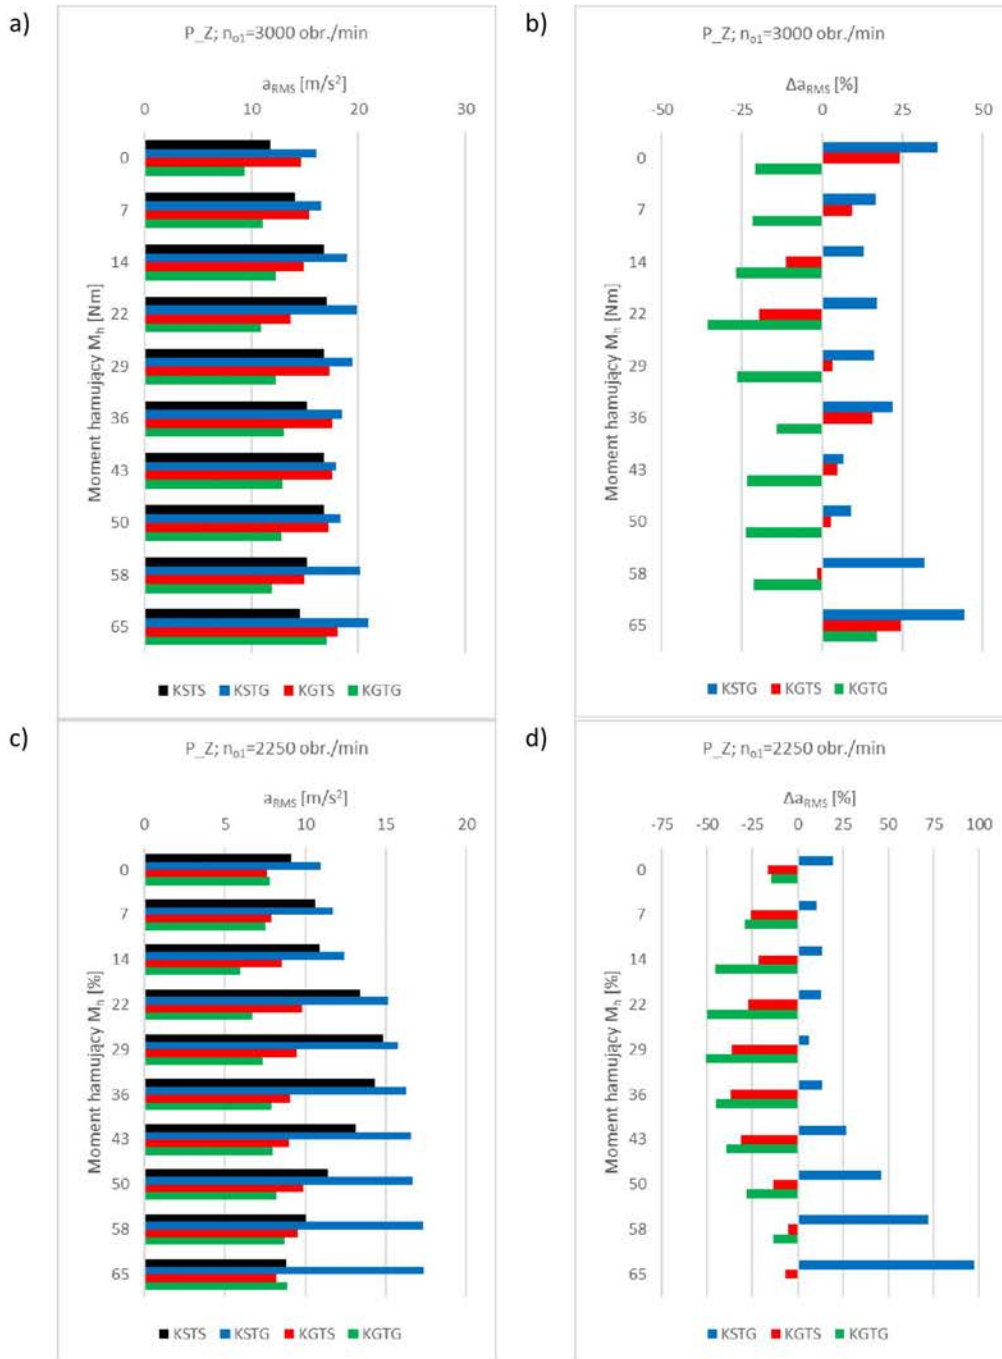 a)
P_Z; no1=3000 obr./min
aRMS [m/s²]
0 10 20 30
Moment hamujący Mh [Nm]
0
7
14
22
29
36
43
50
58
65
KSTS KSTG KGTS KGTG
b)
P_Z; no1=3000 obr./min
ΔaRMS [%]
-50 -25 0 25 50
Moment hamujący Mh [Nm]
0
7
14
22
29
36
43
50
58
65
KSTG KGTS KGTG
c)
P_Z; no1=2250 obr./min
aRMS [m/s²]
0 5 10 15 20
Moment hamujący Mh [%]
0
7
14
22
29
36
43
50
58
65
KSTS KSTG KGTS KGTG
d)
P_Z; no1=2250 obr./min
ΔaRMS [%]
-75 -50 -25 0 25 50 75 100
Moment hamujący Mh [%]
0
7
14
22
29
36
43
50
58
65
KSTG KGTS KGTG